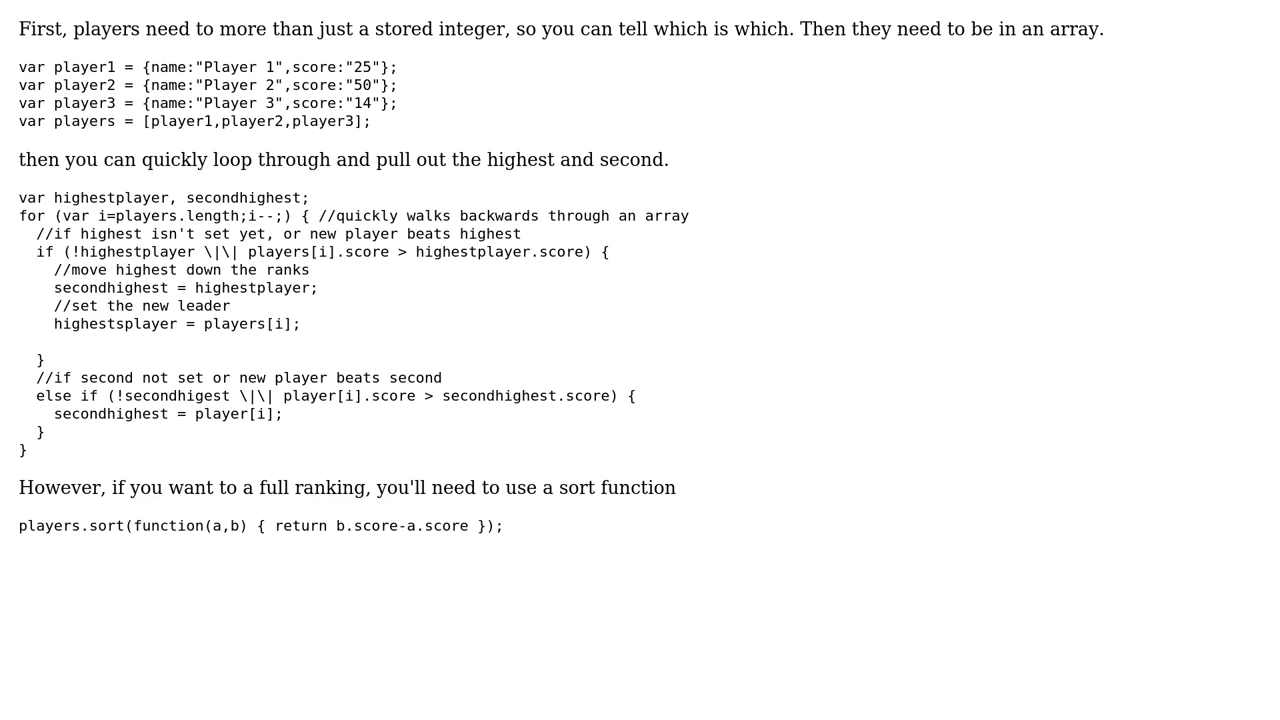 First, players need to more than just a stored integer, so you can tell which is which. Then they need to be in an array.
var player1 = {name:"Player 1",score:"25"};
var player2 = {name:"Player 2",score:"50"};
var player3 = {name:"Player 3",score:"14"};
var players = [player1,player2,player3];
then you can quickly loop through and pull out the highest and second.
var highestplayer, secondhighest;
for (var i=players.length;i--;) { //quickly walks backwards through an array
  //if highest isn't set yet, or new player beats highest
  if (!highestplayer \|\| players[i].score > highestplayer.score) {
    //move highest down the ranks
    secondhighest = highestplayer;
    //set the new leader
    highestsplayer = players[i];

  }
  //if second not set or new player beats second
  else if (!secondhigest \|\| player[i].score > secondhighest.score) {
    secondhighest = player[i];
  }
}
However, if you want to a full ranking, you'll need to use a sort function
players.sort(function(a,b) { return b.score-a.score });